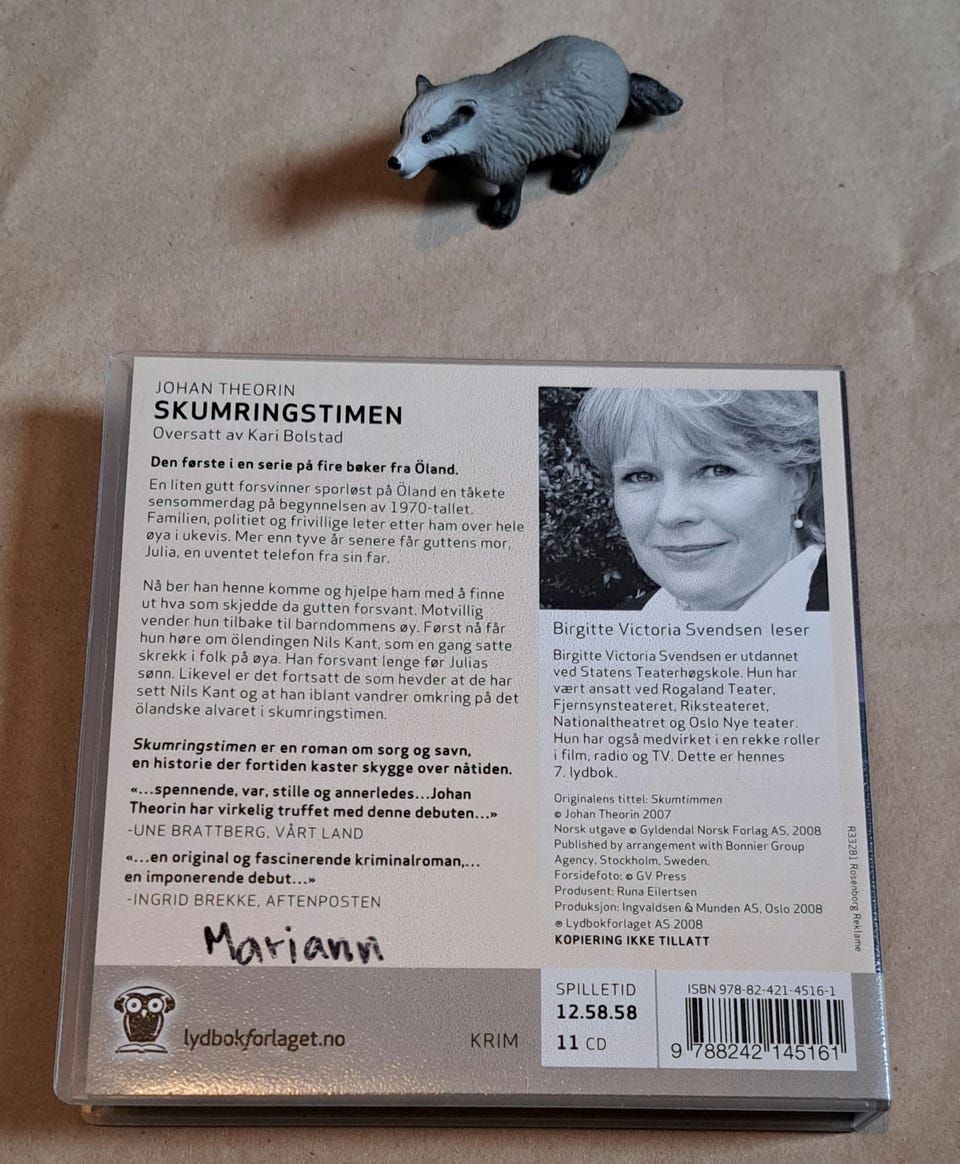 JOHAN THEORIN
SKUMRINGSTIMEN
Oversatt av Kari Bolstad
Den første i en serie på fire bøker fra Öland.
En liten gutt forsvinner sporløst på Öland en tåkete
sensommerdag på begynnelsen av 1970-tallet.
Familien, politiet og frivillige leter etter ham over hele
øya i ukevis. Mer enn tyve år senere får guttens mor,
Julia, en uventet telefon fra sin far.
Nå ber han henne komme og hjelpe ham med å finne
ut hva som skjedde da gutten forsvant. Motvillig
vender hun tilbake til barndommens øy. Først nå får
hun høre om ölendingen Nils Kant, som en gang satte
skrekk i folk på øya. Han forsvant lenge før Julias
sønn. Likevel er det fortsatt de som hevder at de har
sett Nils Kant og at han iblant vandrer omkring på det
ölandske alvaret i skumringstimen.
Skumringstimen er en roman om sorg og savn,
en historie der fortiden kaster skygge over nåtiden.
«...spennende, var, stille og annerledes...Johan
Theorin har virkelig truffet med denne debuten...»
-UNE BRATTBERG, VÅRT LAND
«...en original og fascinerende kriminalroman,...
en imponerende debut...»
-INGRID BREKKE, AFTENPOSTEN
Mariann
lydbokforlaget.no
KRIM
Birgitte Victoria Svendsen leser
Birgitte Victoria Svendsen er utdannet
ved Statens Teaterhøgskole. Hun har
vært ansatt ved Rogaland Teater,
Fjernsynsteateret, Riksteateret,
Nationaltheatret og Oslo Nye teater.
Hun har også medvirket i en rekke roller
i film, radio og TV. Dette er hennes
7. lydbok.
Originalens tittel: Skumtimmen
© Johan Theorin 2007
Norsk utgave © Gyldendal Norsk Forlag AS, 2008
Published by arrangement with Bonnier Group
Agency, Stockholm, Sweden.
Forsidefoto: © GV Press
Produsent: Runa Eilertsen
Produksjon: Ingvaldsen & Munden AS, Oslo 2008
℗ Lydbokforlaget AS 2008
KOPIERING IKKE TILLATT
R33281 Rosenborg Reklame
SPILLETID
12.58.58
11 CD
ISBN 978-82-421-4516-1
9 788242 145161